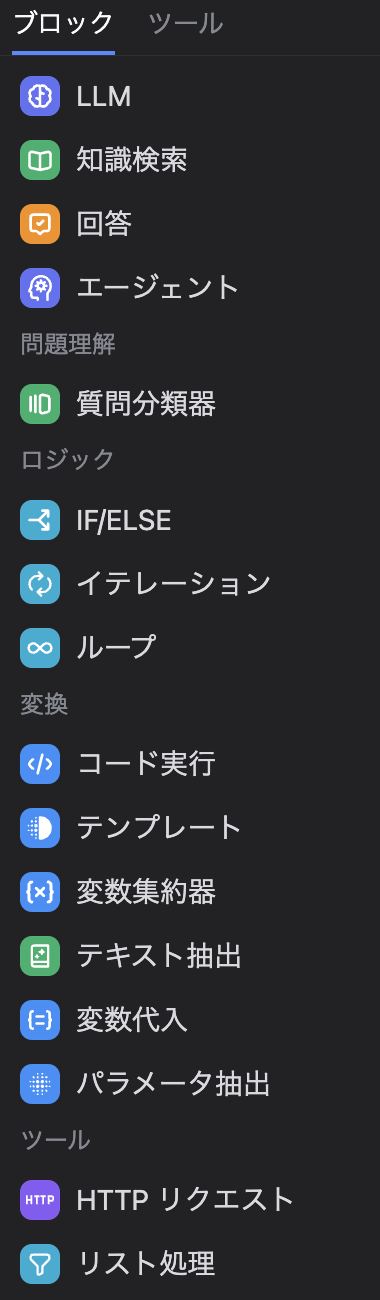 ブロック ツール
LLM
知識検索
回答
エージェント
問題理解
質問分類器
ロジック
IF/ELSE
イテレーション
ループ
変換
コード実行
テンプレート
変数集約器
テキスト抽出
変数代入
パラメータ抽出
ツール
HTTP HTTP リクエスト
リスト処理